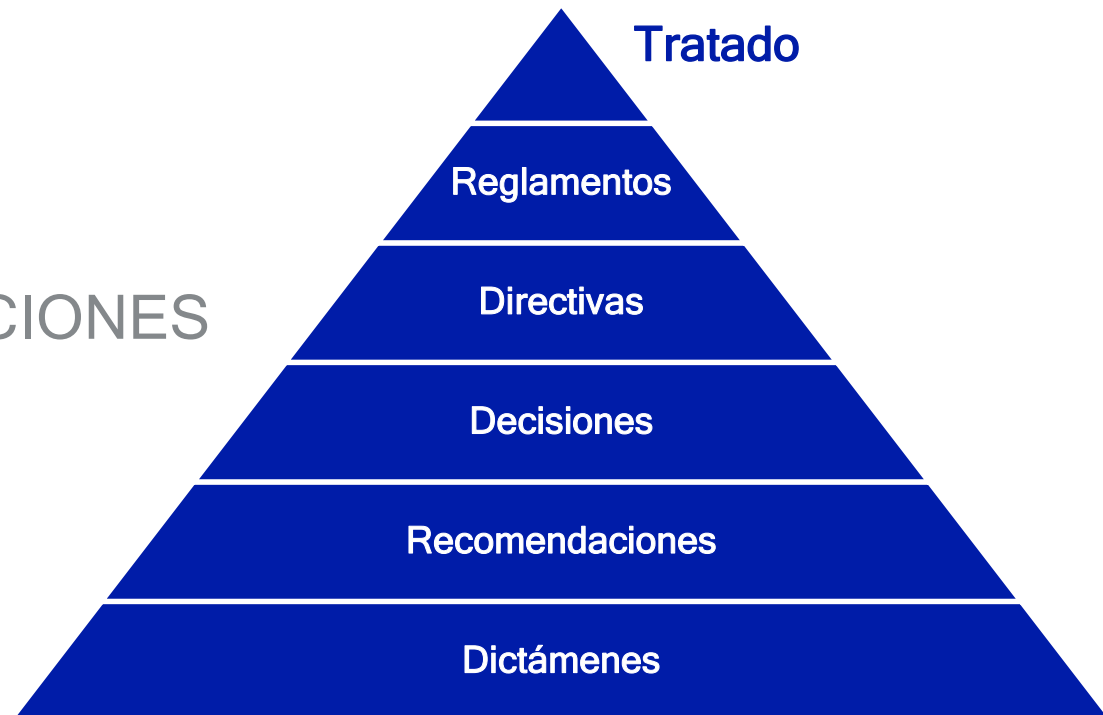 Tratado
Reglamentos
Directivas
CIONES
Decisiones
Recomendaciones
Dictámenes